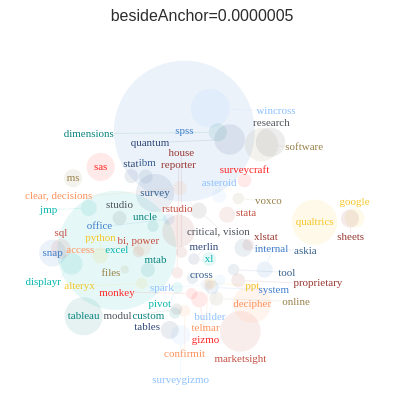 besideAnchor=0.0000005
wincross
research
dimensions
spss
quantum
software
house
reporter
sas
statibm
surveycraft
ms
asteroid
clear, decisions
survey
voxco
google
studio
jmp
rstudio
stata
uncle
qualtrics
office
sql
critical, vision
python
bi, power
xlstat
sheets
snap
access
excel
merlin
internal
askia
mtab
xl
files
cross
tool
displayr
alteryx
spark
ppt
proprietary
monkey
system
pivot
decipher
online
tableau
modul
custom
builder
tables
telmar
gizmo
confirmit
marketsight
surveygizmo